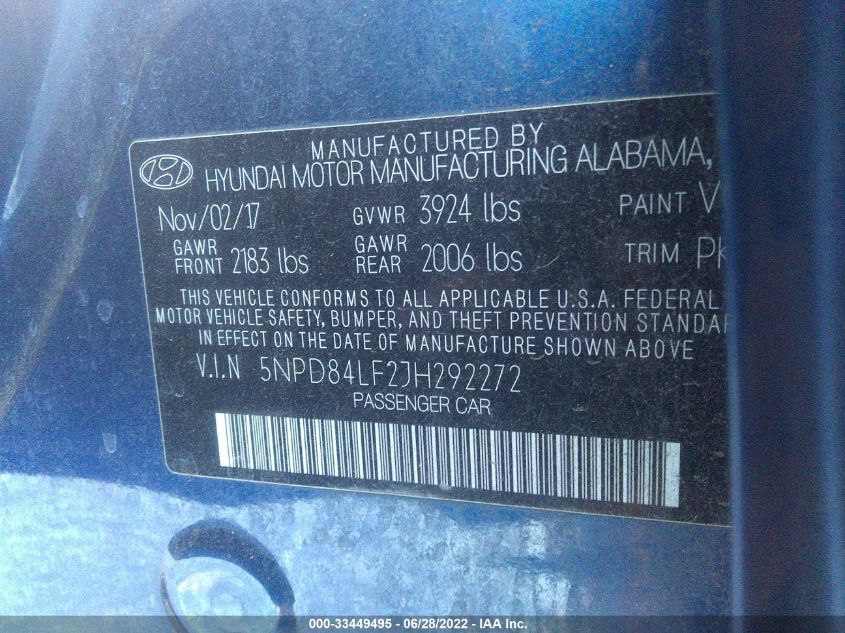 MANUFACTURED BY
HYUNDAI MOTOR MANUFACTURING ALABAMA,
Nov/02/17 GVWR 3924 lbs PAINT
GAWR FRONT 2183 lbs GAWR REAR 2006 lbs TRIM
THIS VEHICLE CONFORMS TO ALL APPLICABLE U.S.A. FEDERAL
MOTOR VEHICLE SAFETY, BUMPER, AND THEFT PREVENTION
IN EFFECT ON THE DATE OF MANUFACTURE SHOWN ABOVE
V.I.N 5NPD84LF2JH292272
PASSENGER CAR
000-33449495 - 06/28/2022 - IAA Inc.